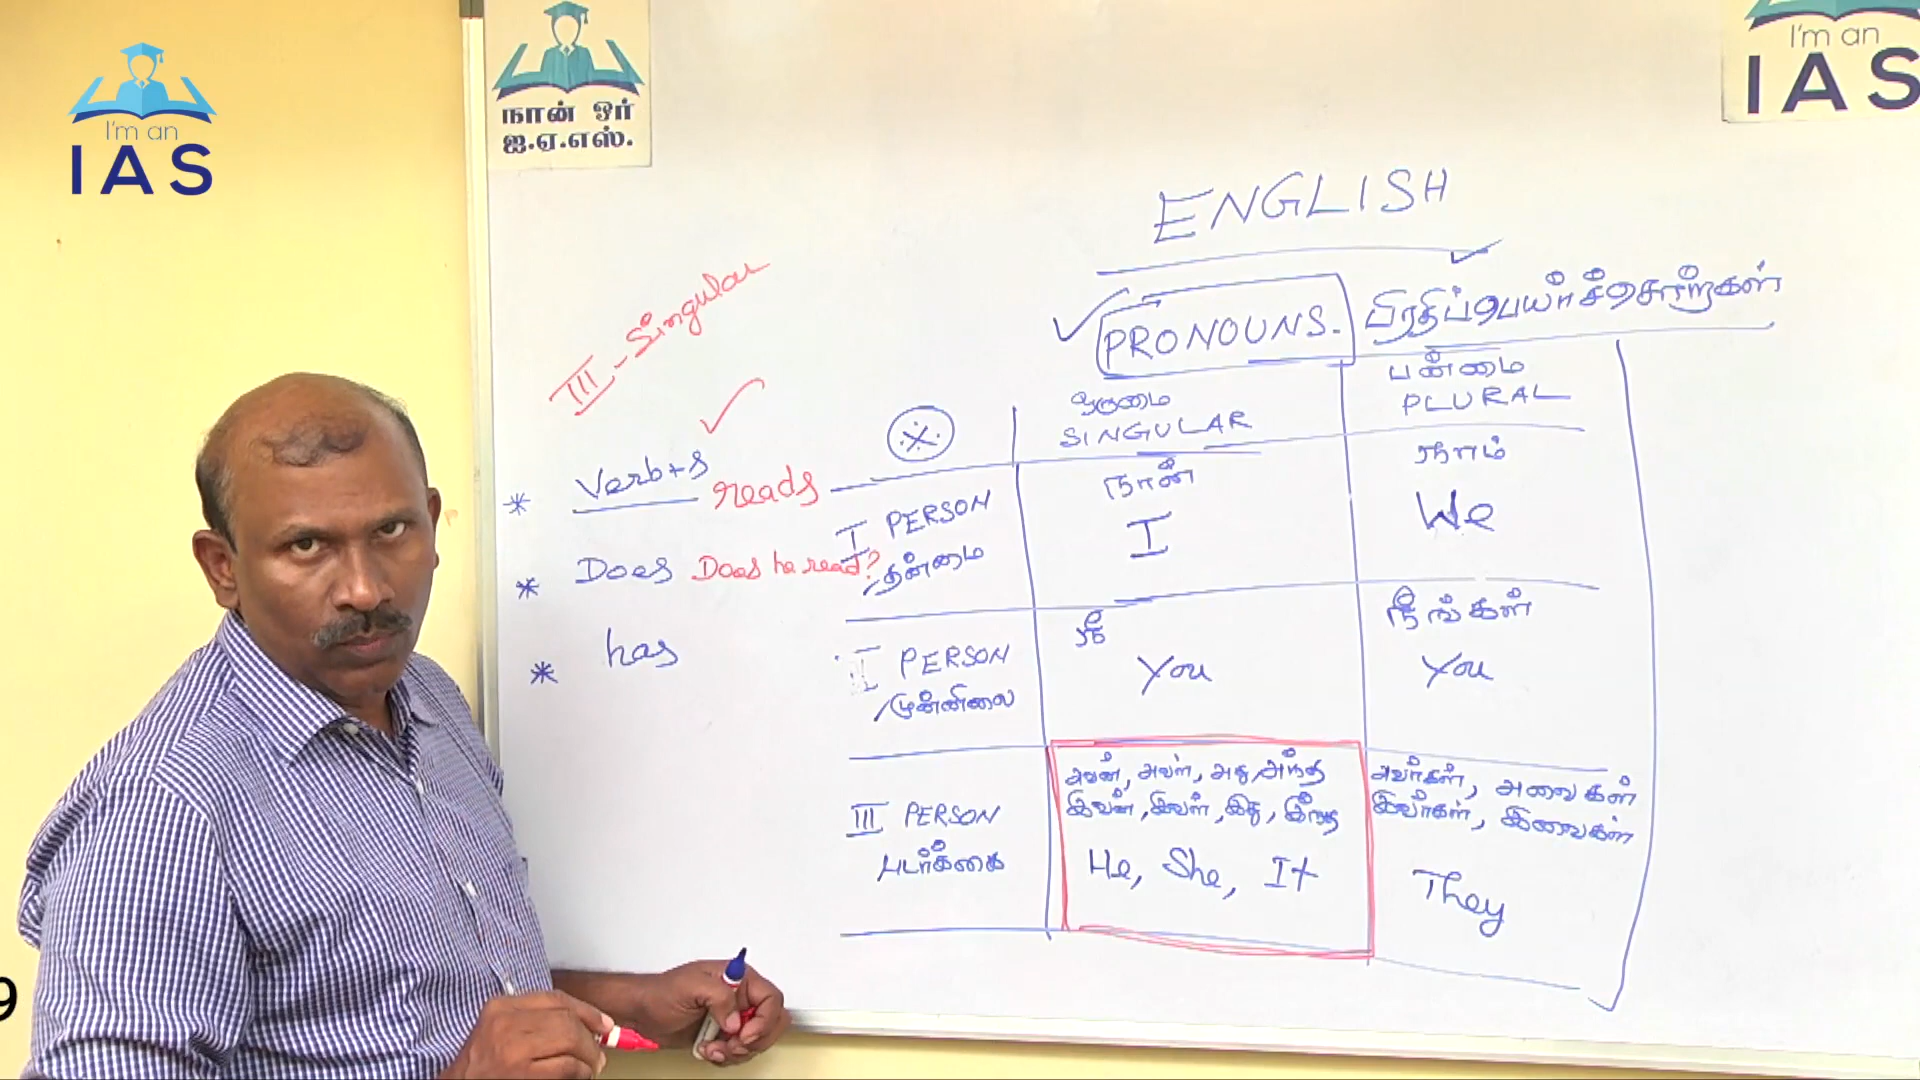 I'm an
IAS
நான் ஓர்
ஐ.ஏ.எஸ்.
I'm an
IAS
ENGLISH
PRONOUNS. பிரதிப்பெயர்ச்சொற்கள்
III - Singular
* Verb+s reads
* Does Does he read?
* has
ஒருமை
SINGULAR
பன்மை
PLURAL
I PERSON
தன்மை
நான்
I
நாம்
We
II PERSON
முன்னிலை
நீ
You
நீங்கள்
You
III PERSON
படர்க்கை
அவன், அவள், அது, அந்த
இவன், இவள், இது, இந்த
He, She, It
அவர்கள், அவைகள்
இவர்கள், இவைகள்
They
9